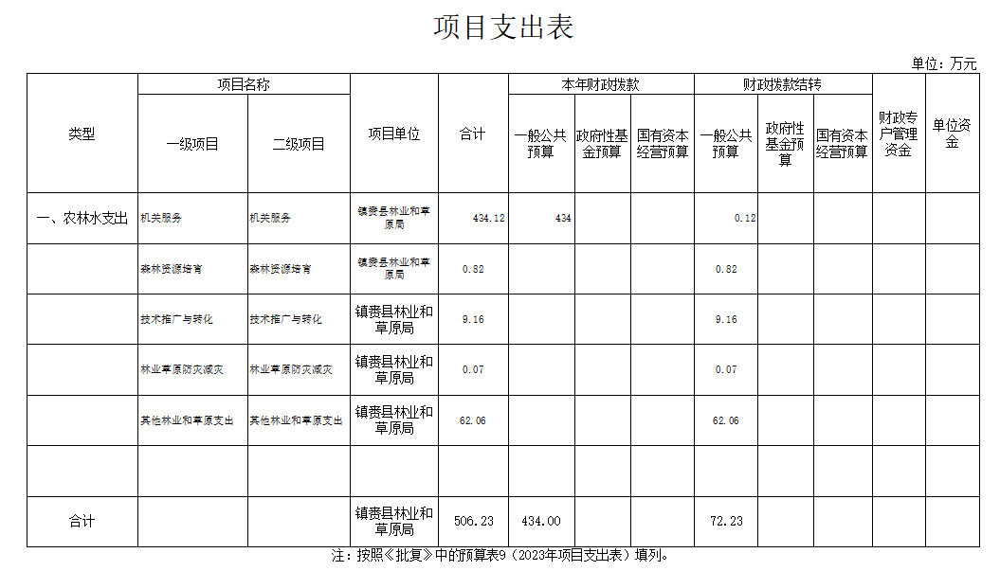 项目支出表
单位：万元
类型
项目名称
项目单位
合计
本年财政拨款
财政拨款结转
财政专
户管理
资金
单位资
金
一级项目
二级项目
一般公共
预算
政府性基
金预算
国有资本
经营预算
一般公共
预算
政府性
基金预
算
国有资本
经营预算
一、农林水支出
机关服务
机关服务
镇赉县林业和草
原局
434.12
434
0.12
森林资源培育
森林资源培育
镇赉县林业和草
原局
0.82
0.82
技术推广与转化
技术推广与转化
镇赉县林业和
草原局
9.16
9.16
林业草原防灾减灾
林业草原防灾减灾
镇赉县林业和
草原局
0.07
0.07
其他林业和草原支出
其他林业和草原支出
镇赉县林业和
草原局
62.06
62.06
合计
镇赉县林业和
草原局
506.23
434.00
72.23
注：按照《批复》中的预算表9（2023年项目支出表）填列。